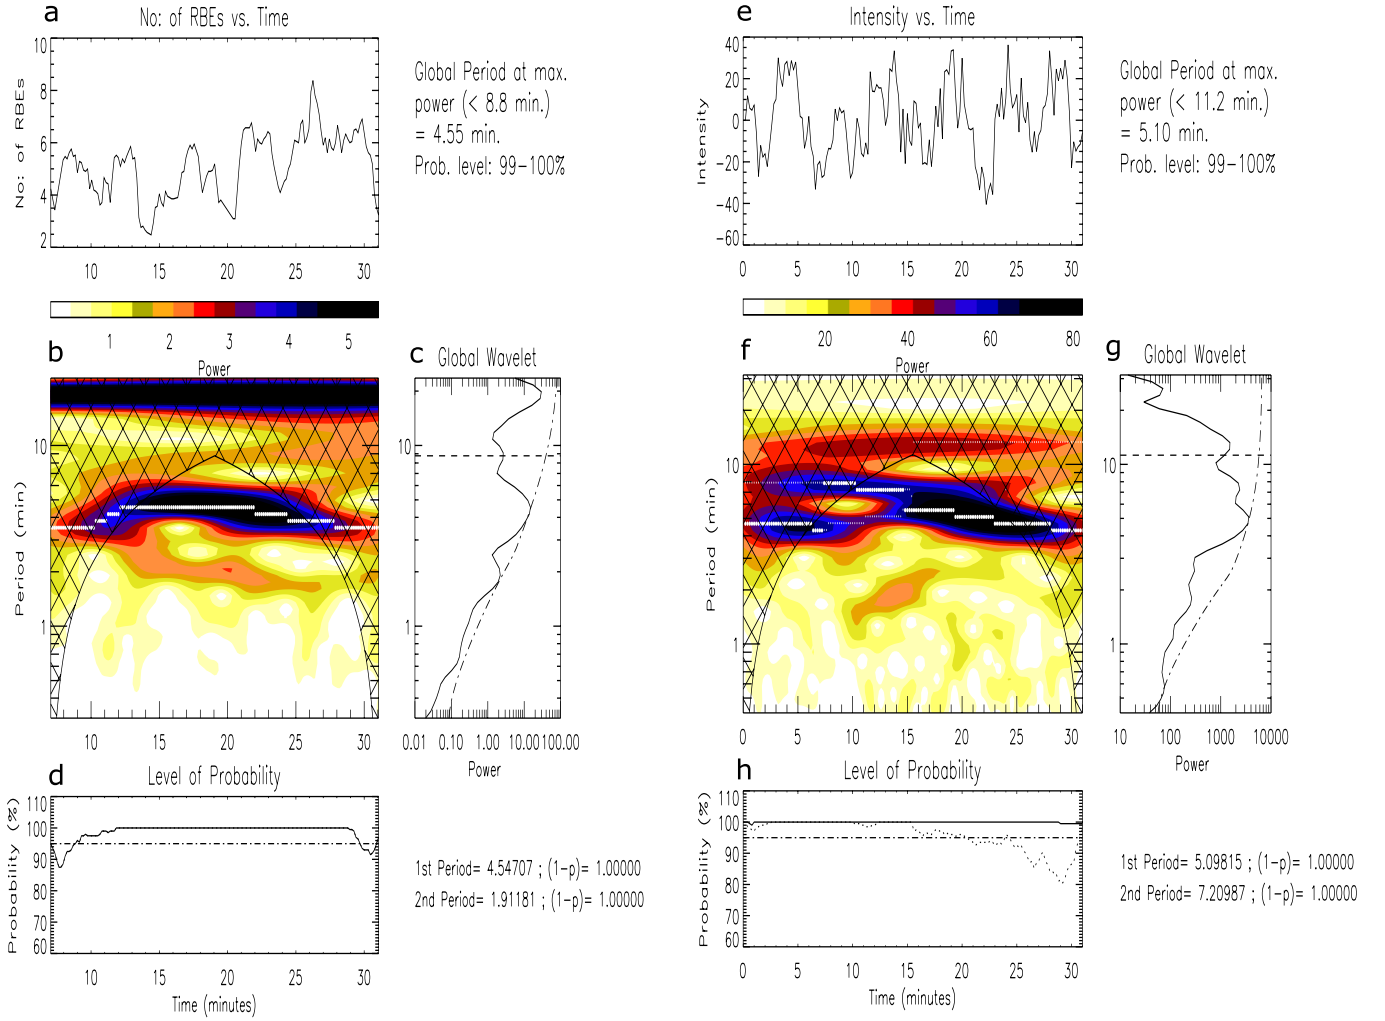 a
No: of RBEs vs. Time
10
8
6
4
2
No: of RBEs
10 15 20 25 30
Global Period at max.
power (< 8.8 min.)
= 4.55 min.
Prob. level: 99-100%
1 2 3 4 5
Power
b
10
1
Period (min)
10 15 20 25 30
c
Global Wavelet
10
1
0.01 0.10 1.00 10.00 100.00
Power
d
Level of Probability
110
100
90
80
70
60
Probability (%)
10 15 20 25 30
Time (minutes)
1st Period= 4.54707 ; (1-p)= 1.00000
2nd Period= 1.91181 ; (1-p)= 1.00000
e
Intensity vs. Time
40
20
0
-20
-40
-60
Intensity
0 5 10 15 20 25 30
Global Period at max.
power (< 11.2 min.)
= 5.10 min.
Prob. level: 99-100%
20 40 60 80
Power
f
10
1
Period (min)
0 5 10 15 20 25 30
g
Global Wavelet
10
1
10 100 1000 10000
Power
h
Level of Probability
110
100
90
80
70
60
Probability (%)
0 5 10 15 20 25 30
Time (minutes)
1st Period= 5.09815 ; (1-p)= 1.00000
2nd Period= 7.20987 ; (1-p)= 1.00000